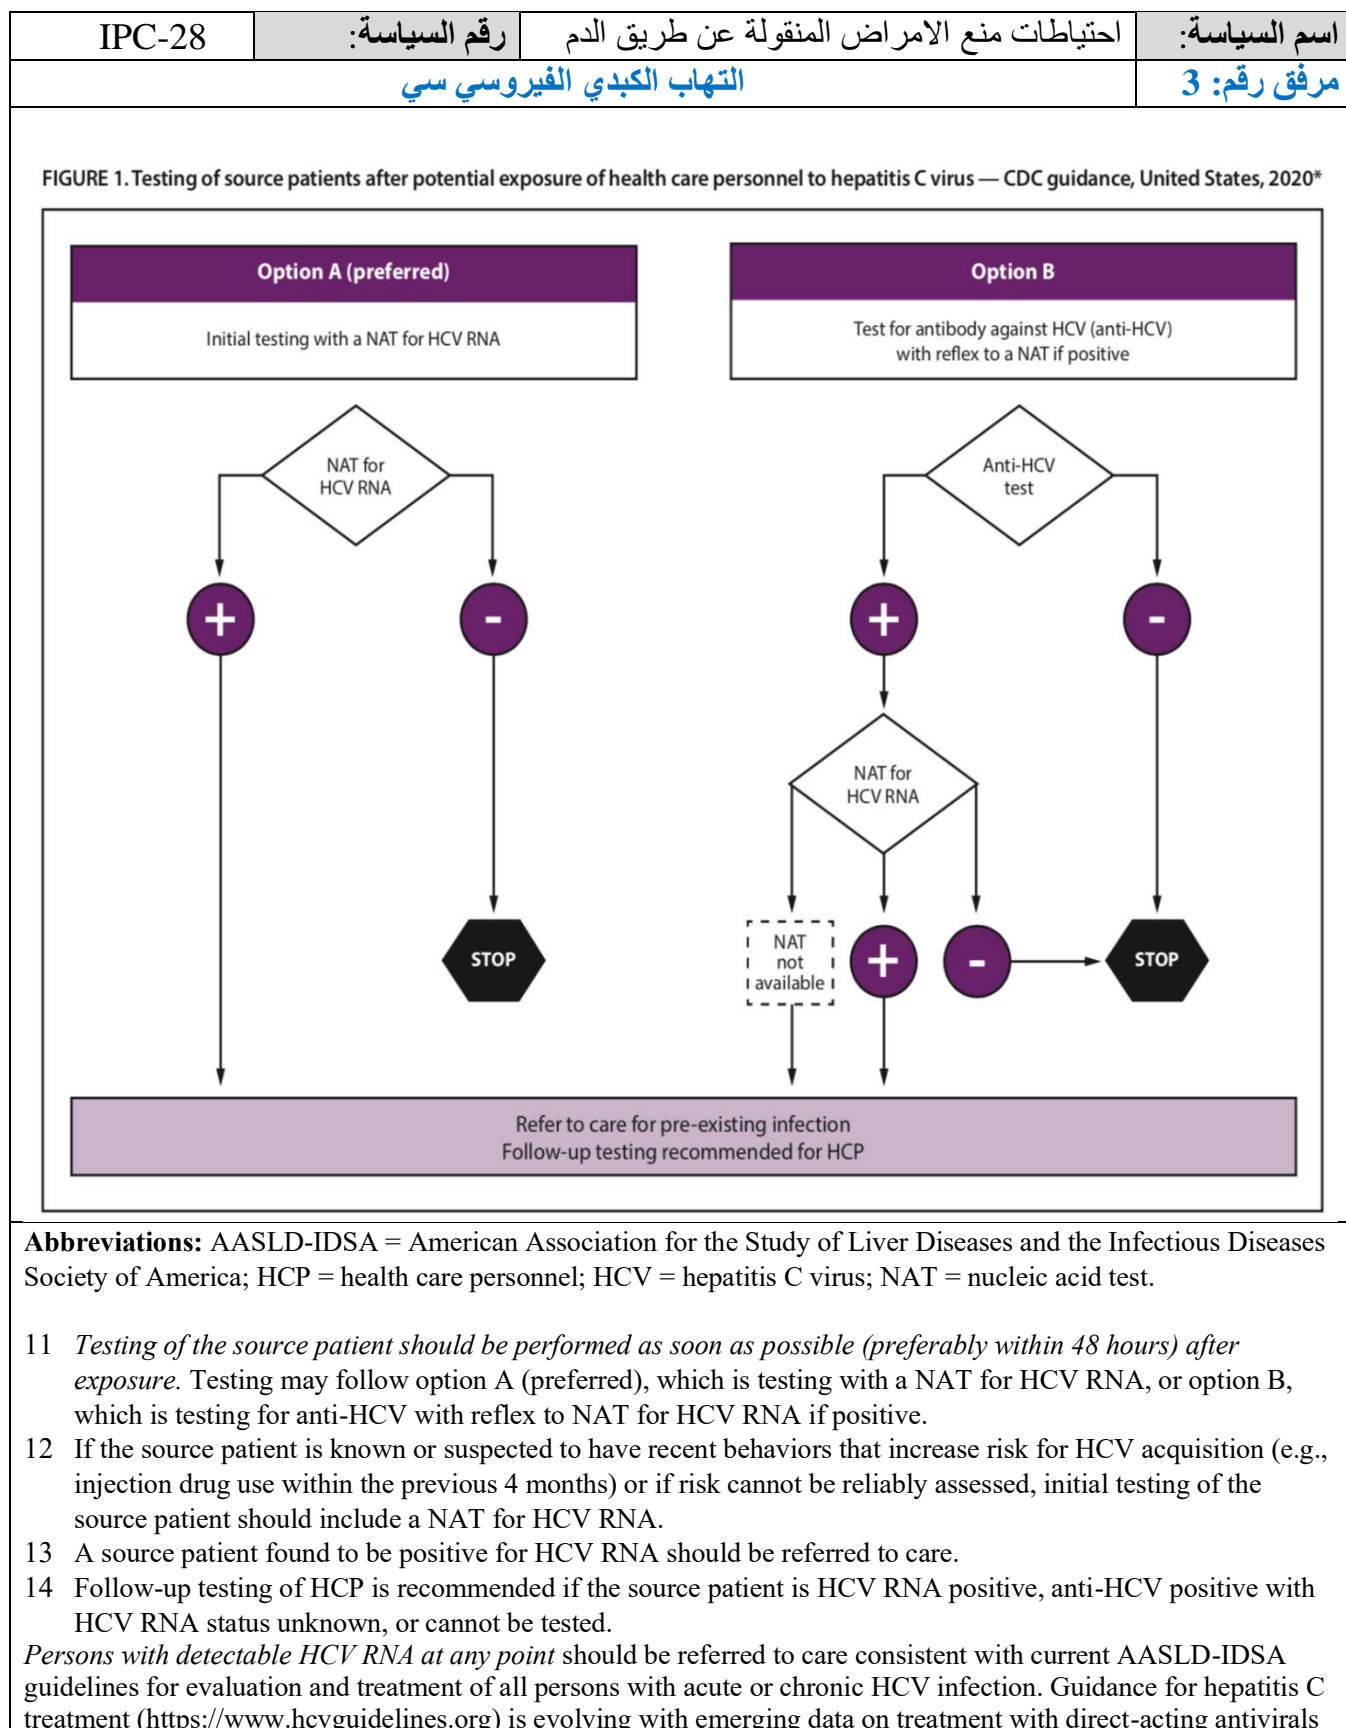 اسم السياسة: احتياطات منع الامراض المنقولة عن طريق الدم رقم السياسة: IPC-28
مرفق رقم: 3 التهاب الكبدي الفيروسي سي
FIGURE 1. Testing of source patients after potential exposure of health care personnel to hepatitis C virus — CDC guidance, United States, 2020*
Option A (preferred)
Initial testing with a NAT for HCV RNA
NAT for
HCV RNA
+
-
STOP
Option B
Test for antibody against HCV (anti-HCV)
with reflex to a NAT if positive
Anti-HCV
test
+
-
NAT for
HCV RNA
NAT
not
available
+
-
STOP
Refer to care for pre-existing infection
Follow-up testing recommended for HCP
Abbreviations: AASLD-IDSA = American Association for the Study of Liver Diseases and the Infectious Diseases
Society of America; HCP = health care personnel; HCV = hepatitis C virus; NAT = nucleic acid test.
11 Testing of the source patient should be performed as soon as possible (preferably within 48 hours) after
exposure. Testing may follow option A (preferred), which is testing with a NAT for HCV RNA, or option B,
which is testing for anti-HCV with reflex to NAT for HCV RNA if positive.
12 If the source patient is known or suspected to have recent behaviors that increase risk for HCV acquisition (e.g.,
injection drug use within the previous 4 months) or if risk cannot be reliably assessed, initial testing of the
source patient should include a NAT for HCV RNA.
13 A source patient found to be positive for HCV RNA should be referred to care.
14 Follow-up testing of HCP is recommended if the source patient is HCV RNA positive, anti-HCV positive with
HCV RNA status unknown, or cannot be tested.
Persons with detectable HCV RNA at any point should be referred to care consistent with current AASLD-IDSA
guidelines for evaluation and treatment of all persons with acute or chronic HCV infection. Guidance for hepatitis C
treatment (https://www.hcvguidelines.org) is evolving with emerging data on treatment with direct-acting antivirals